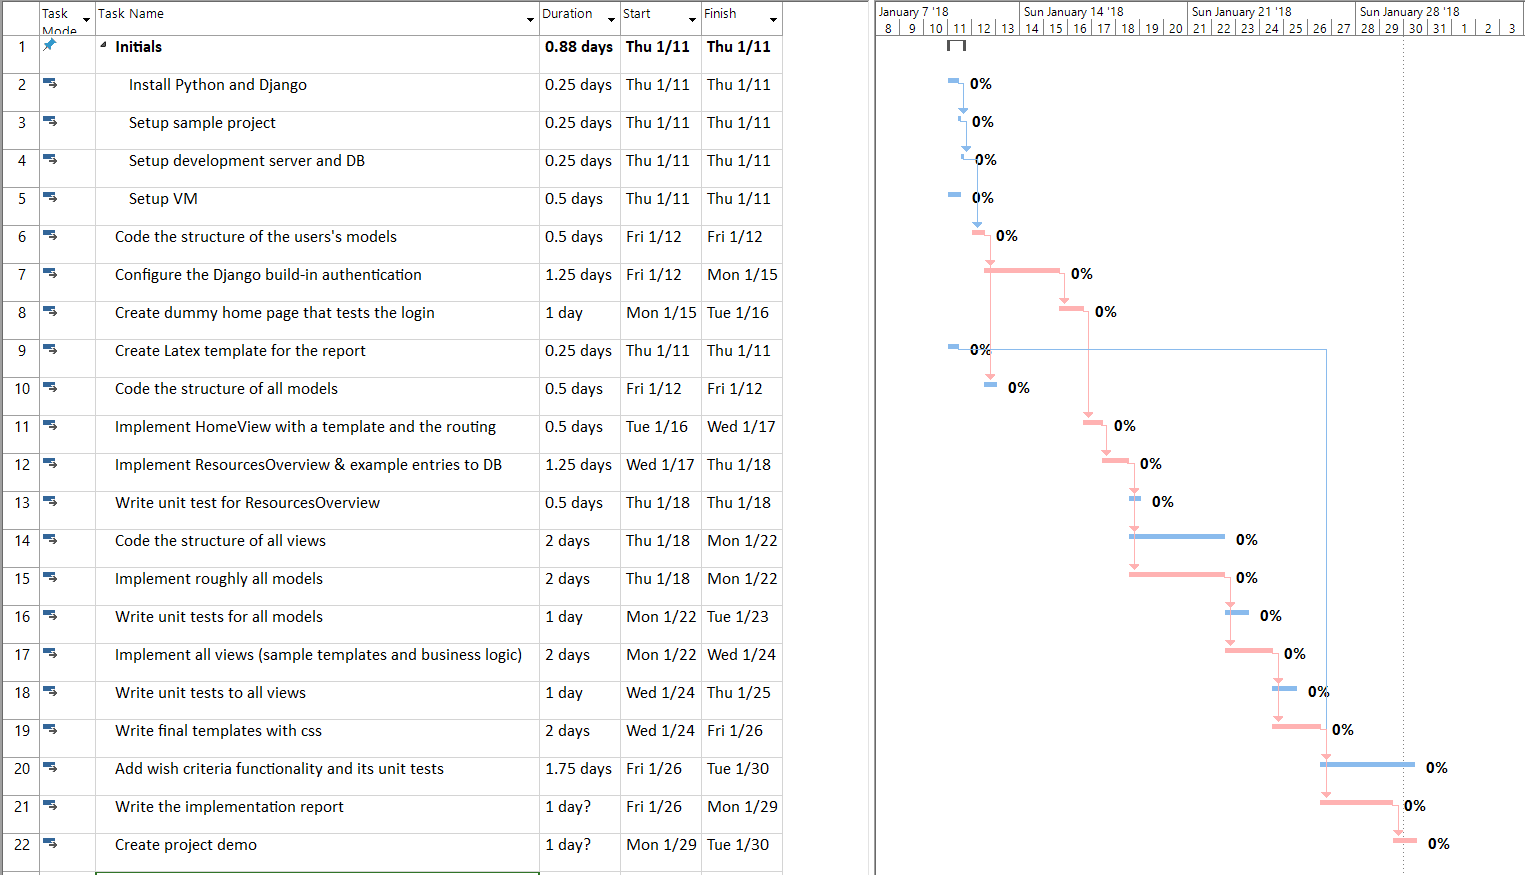 Task Mode Task Name Duration Start Finish January 7 '18 Sun January 14 '18 Sun January 21 '18 Sun January 28 '18
8 9 10 11 12 13 14 15 16 17 18 19 20 21 22 23 24 25 26 27 28 29 30 31 1 2 3
1 Initials 0.88 days Thu 1/11 Thu 1/11
2 Install Python and Django 0.25 days Thu 1/11 Thu 1/11 0%
3 Setup sample project 0.25 days Thu 1/11 Thu 1/11 0%
4 Setup development server and DB 0.25 days Thu 1/11 Thu 1/11 0%
5 Setup VM 0.5 days Thu 1/11 Thu 1/11 0%
6 Code the structure of the users's models 0.5 days Fri 1/12 Fri 1/12 0%
7 Configure the Django build-in authentication 1.25 days Fri 1/12 Mon 1/15 0%
8 Create dummy home page that tests the login 1 day Mon 1/15 Tue 1/16 0%
9 Create Latex template for the report 0.25 days Thu 1/11 Thu 1/11 0%
10 Code the structure of all models 0.5 days Fri 1/12 Fri 1/12 0%
11 Implement HomeView with a template and the routing 0.5 days Tue 1/16 Wed 1/17 0%
12 Implement ResourcesOverview & example entries to DB 1.25 days Wed 1/17 Thu 1/18 0%
13 Write unit test for ResourcesOverview 0.5 days Thu 1/18 Thu 1/18 0%
14 Code the structure of all views 2 days Thu 1/18 Mon 1/22 0%
15 Implement roughly all models 2 days Thu 1/18 Mon 1/22 0%
16 Write unit tests for all models 1 day Mon 1/22 Tue 1/23 0%
17 Implement all views (sample templates and business logic) 2 days Mon 1/22 Wed 1/24 0%
18 Write unit tests to all views 1 day Wed 1/24 Thu 1/25 0%
19 Write final templates with css 2 days Wed 1/24 Fri 1/26 0%
20 Add wish criteria functionality and its unit tests 1.75 days Fri 1/26 Tue 1/30 0%
21 Write the implementation report 1 day? Fri 1/26 Mon 1/29 0%
22 Create project demo 1 day? Mon 1/29 Tue 1/30 0%